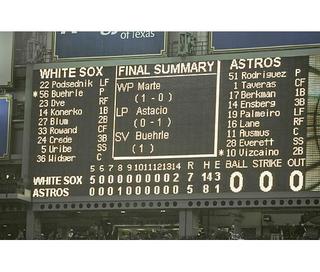 of Texas
WHITE SOX
22 Podsednik LF
56 Buehrle P
23 Dye RF
14 Konerko 1B
27 Blum 2B
33 Rowand CF
24 Crede 3B
5 Uribe SS
36 Widger C
FINAL SUMMARY
WP Marte
(1-0)
LP Astacio
(0-1)
SV Buehrle
(1)
ASTROS
51 Rodriguez P
1 Taveras CF
17 Berkman 1B
14 Ensberg 3B
19 Palmeiro LF
16 Lane RF
11 Ausmus C
28 Everett SS
10 Vizcaino 2B
BALL STRIKE OUT
0 0 0
5 6 7 8 9 10 11 12 13 14 R H E
WHITE SOX 5 0 0 0 0 0 0 0 0 2 7 14 3
ASTROS 0 0 0 1 0 0 0 0 0 0 5 8 1